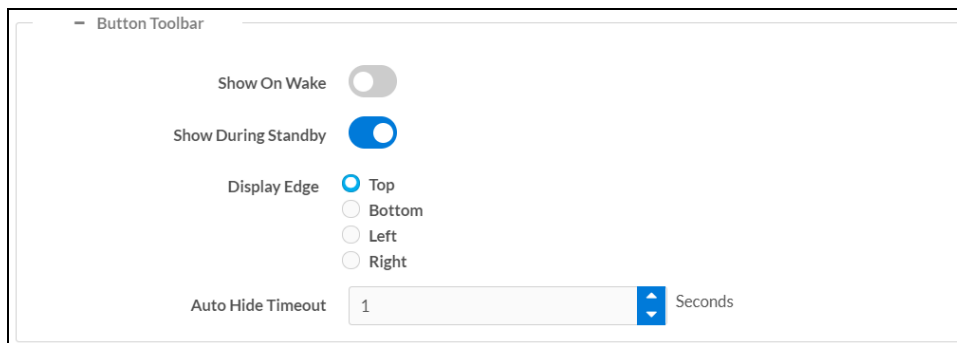 − Button Toolbar
Show On Wake
Show During Standby
Display Edge Top
Bottom
Left
Right
Auto Hide Timeout 1 Seconds